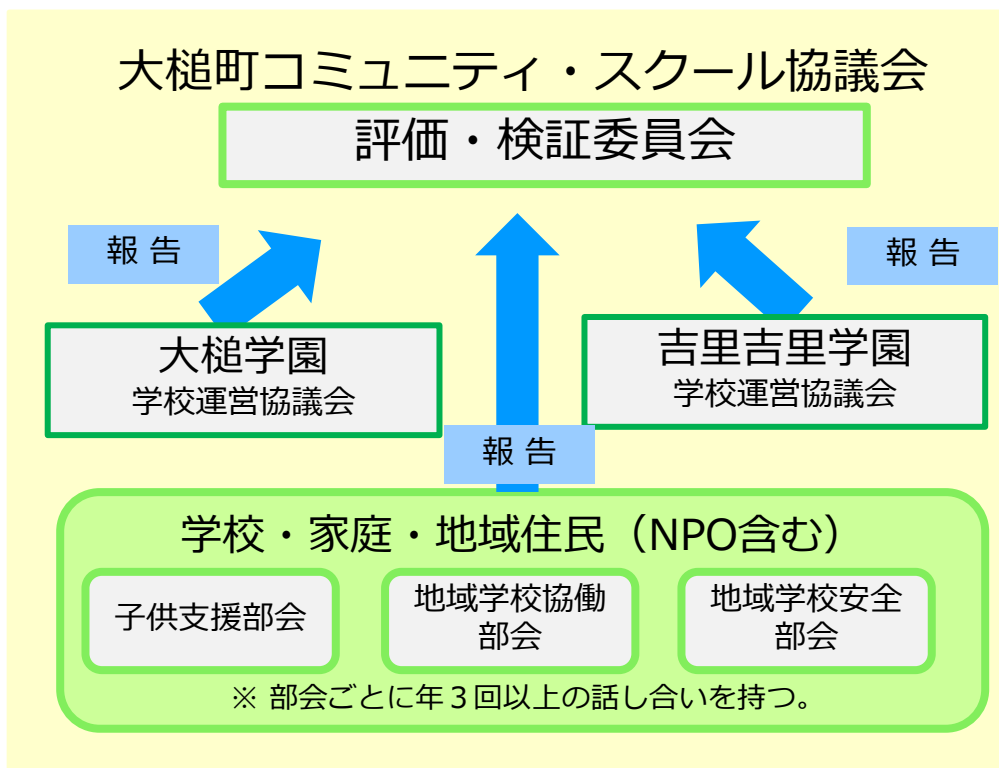 大槌町コミュニティ・スクール協議会
評価・検証委員会
報 告
報 告
大槌学園
学校運営協議会
吉里吉里学園
学校運営協議会
報 告
学校・家庭・地域住民（NPO含む）
子供支援部会
地域学校協働
部会
地域学校安全
部会
※ 部会ごとに年３回以上の話し合いを持つ。